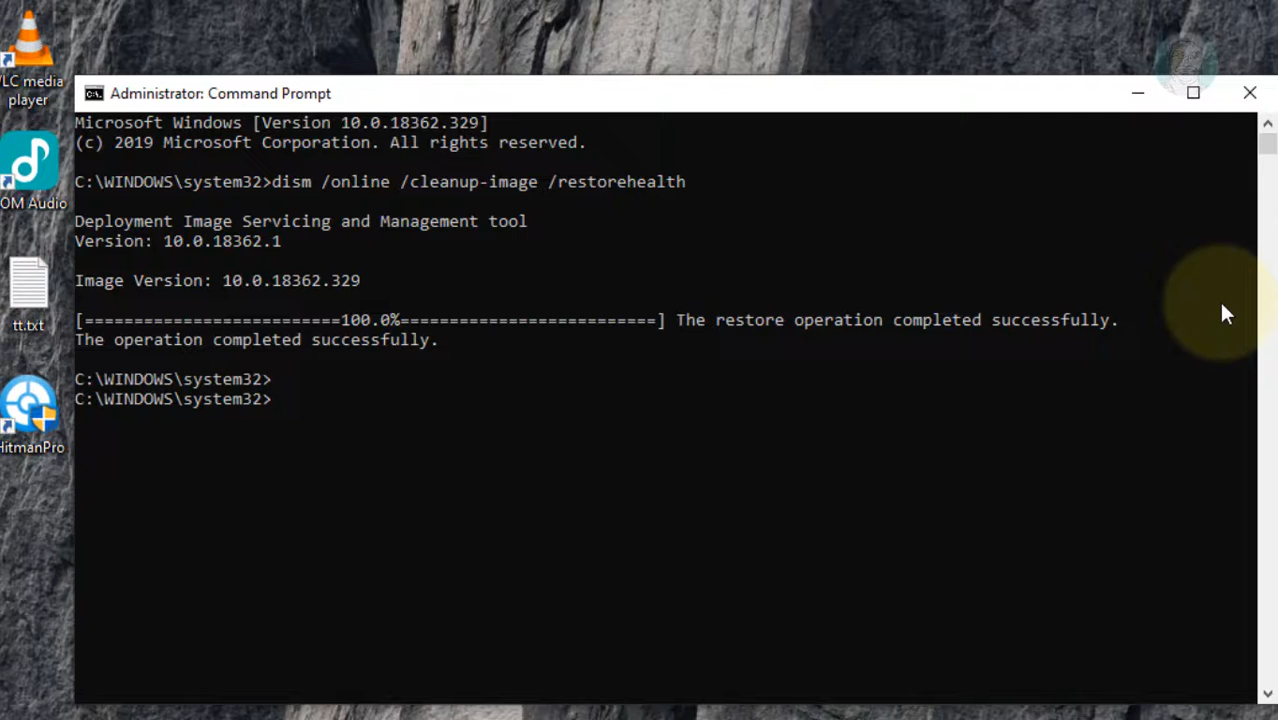 VLC media
player
Administrator: Command Prompt
Microsoft Windows [Version 10.0.18362.329]
(c) 2019 Microsoft Corporation. All rights reserved.
C:\WINDOWS\system32>dism /online /cleanup-image /restorehealth
OM Audio
Deployment Image Servicing and Management tool
Version: 10.0.18362.1
Image Version: 10.0.18362.329
tt.txt
[==========================100.0%==========================] The restore operation completed successfully.
The operation completed successfully.
C:\WINDOWS\system32>
C:\WINDOWS\system32>
HitmanPro